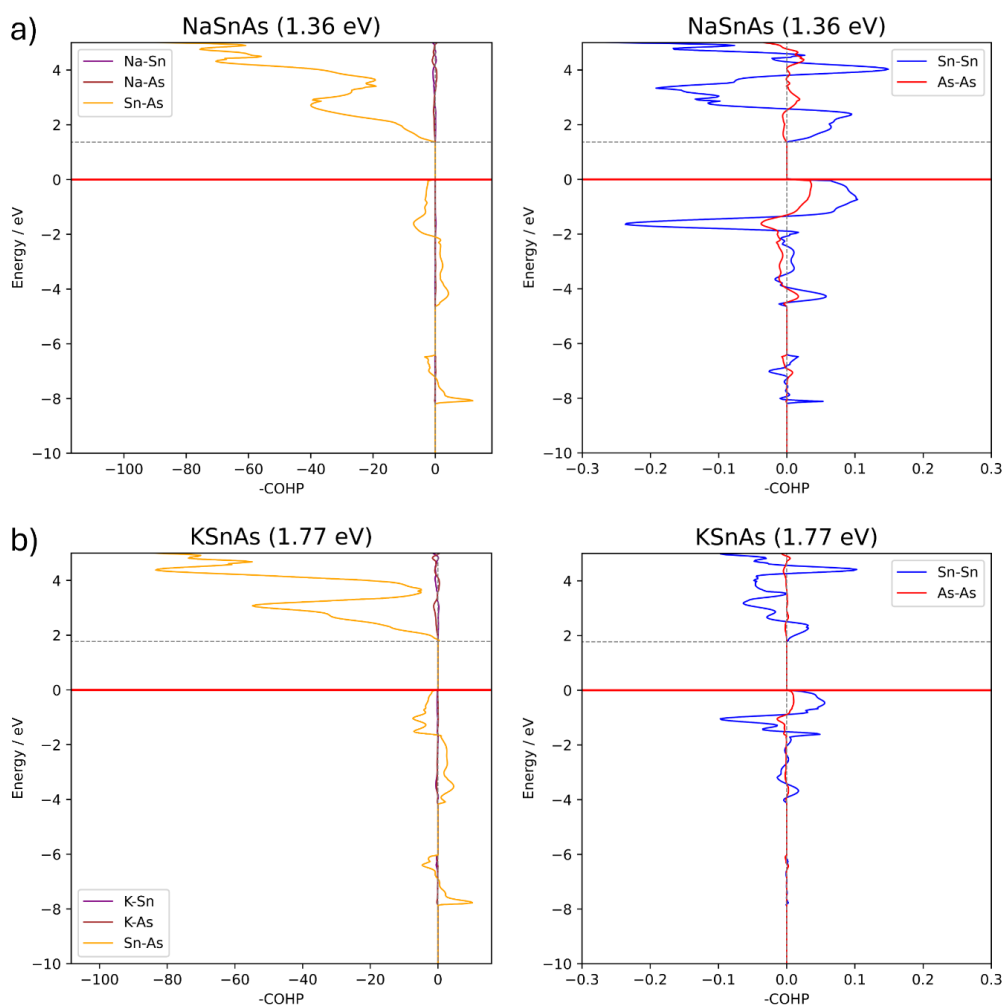 a)
NaSnAs (1.36 eV)
Na-Sn
Na-As
Sn-As
4
2
0
−2
−4
−6
−8
−10
Energy / eV
−100 −80 −60 −40 −20 0
-COHP
NaSnAs (1.36 eV)
Sn-Sn
As-As
4
2
0
−2
−4
−6
−8
−10
Energy / eV
−0.3 −0.2 −0.1 0.0 0.1 0.2 0.3
-COHP
b)
KSnAs (1.77 eV)
4
2
0
−2
−4
−6
−8
−10
Energy / eV
K-Sn
K-As
Sn-As
−100 −80 −60 −40 −20 0
-COHP
KSnAs (1.77 eV)
Sn-Sn
As-As
4
2
0
−2
−4
−6
−8
−10
Energy / eV
−0.3 −0.2 −0.1 0.0 0.1 0.2 0.3
-COHP